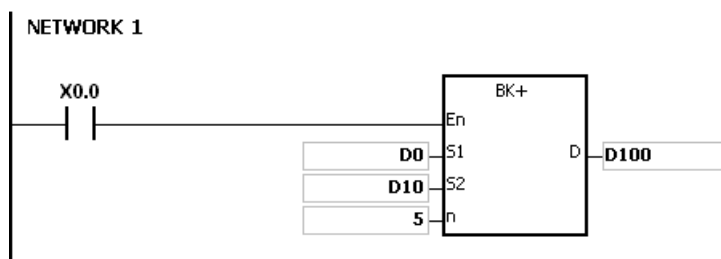 NETWORK 1
X0.0
BK+
En
D0 S1 D D100
D10 S2
5 n